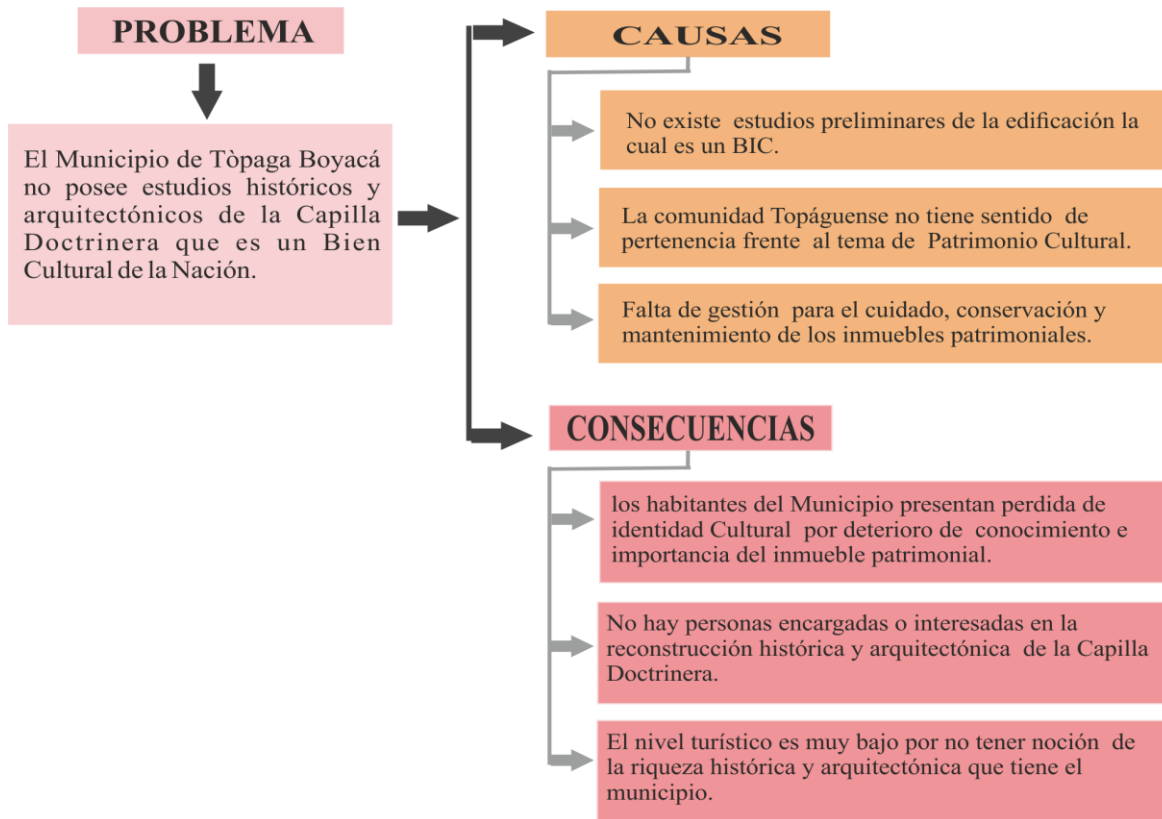 PROBLEMA
El Municipio de Tòpaga Boyacá
no posee estudios históricos y
arquitectónicos de la Capilla
Doctrinera que es un Bien
Cultural de la Nación.
CAUSAS
No existe estudios preliminares de la edificación la
cual es un BIC.
La comunidad Topáguense no tiene sentido de
pertenencia frente al tema de Patrimonio Cultural.
Falta de gestión para el cuidado, conservación y
mantenimiento de los inmuebles patrimoniales.
CONSECUENCIAS
los habitantes del Municipio presentan perdida de
identidad Cultural por deterioro de conocimiento e
importancia del inmueble patrimonial.
No hay personas encargadas o interesadas en la
reconstrucción histórica y arquitectónica de la Capilla
Doctrinera.
El nivel turístico es muy bajo por no tener noción de
la riqueza histórica y arquitectónica que tiene el
municipio.